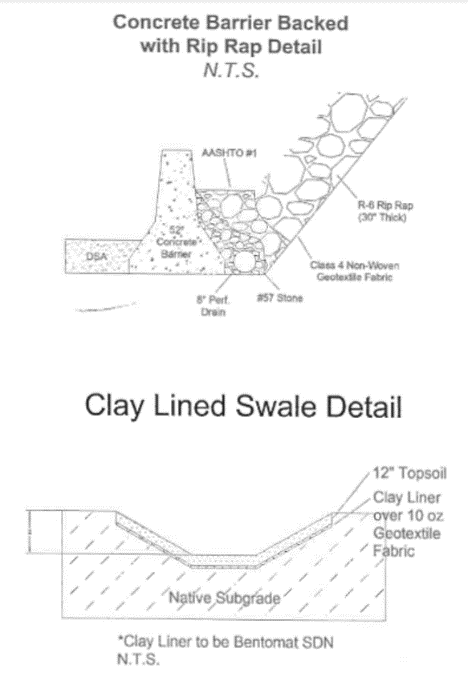 Concrete Barrier Backed
with Rip Rap Detail
N.T.S.
AASHTO #1
R-6 Rip Rap
(30" Thick)
52"
Concrete
Barrier
DSA
Class 4 Non-Woven
Geotextile Fabric
8" Perf.
Drain
#57 Stone
Clay Lined Swale Detail
12" Topsoil
Clay Liner
over 10 oz
Geotextile
Fabric
Native Subgrade
*Clay Liner to be Bentomat SDN
N.T.S.